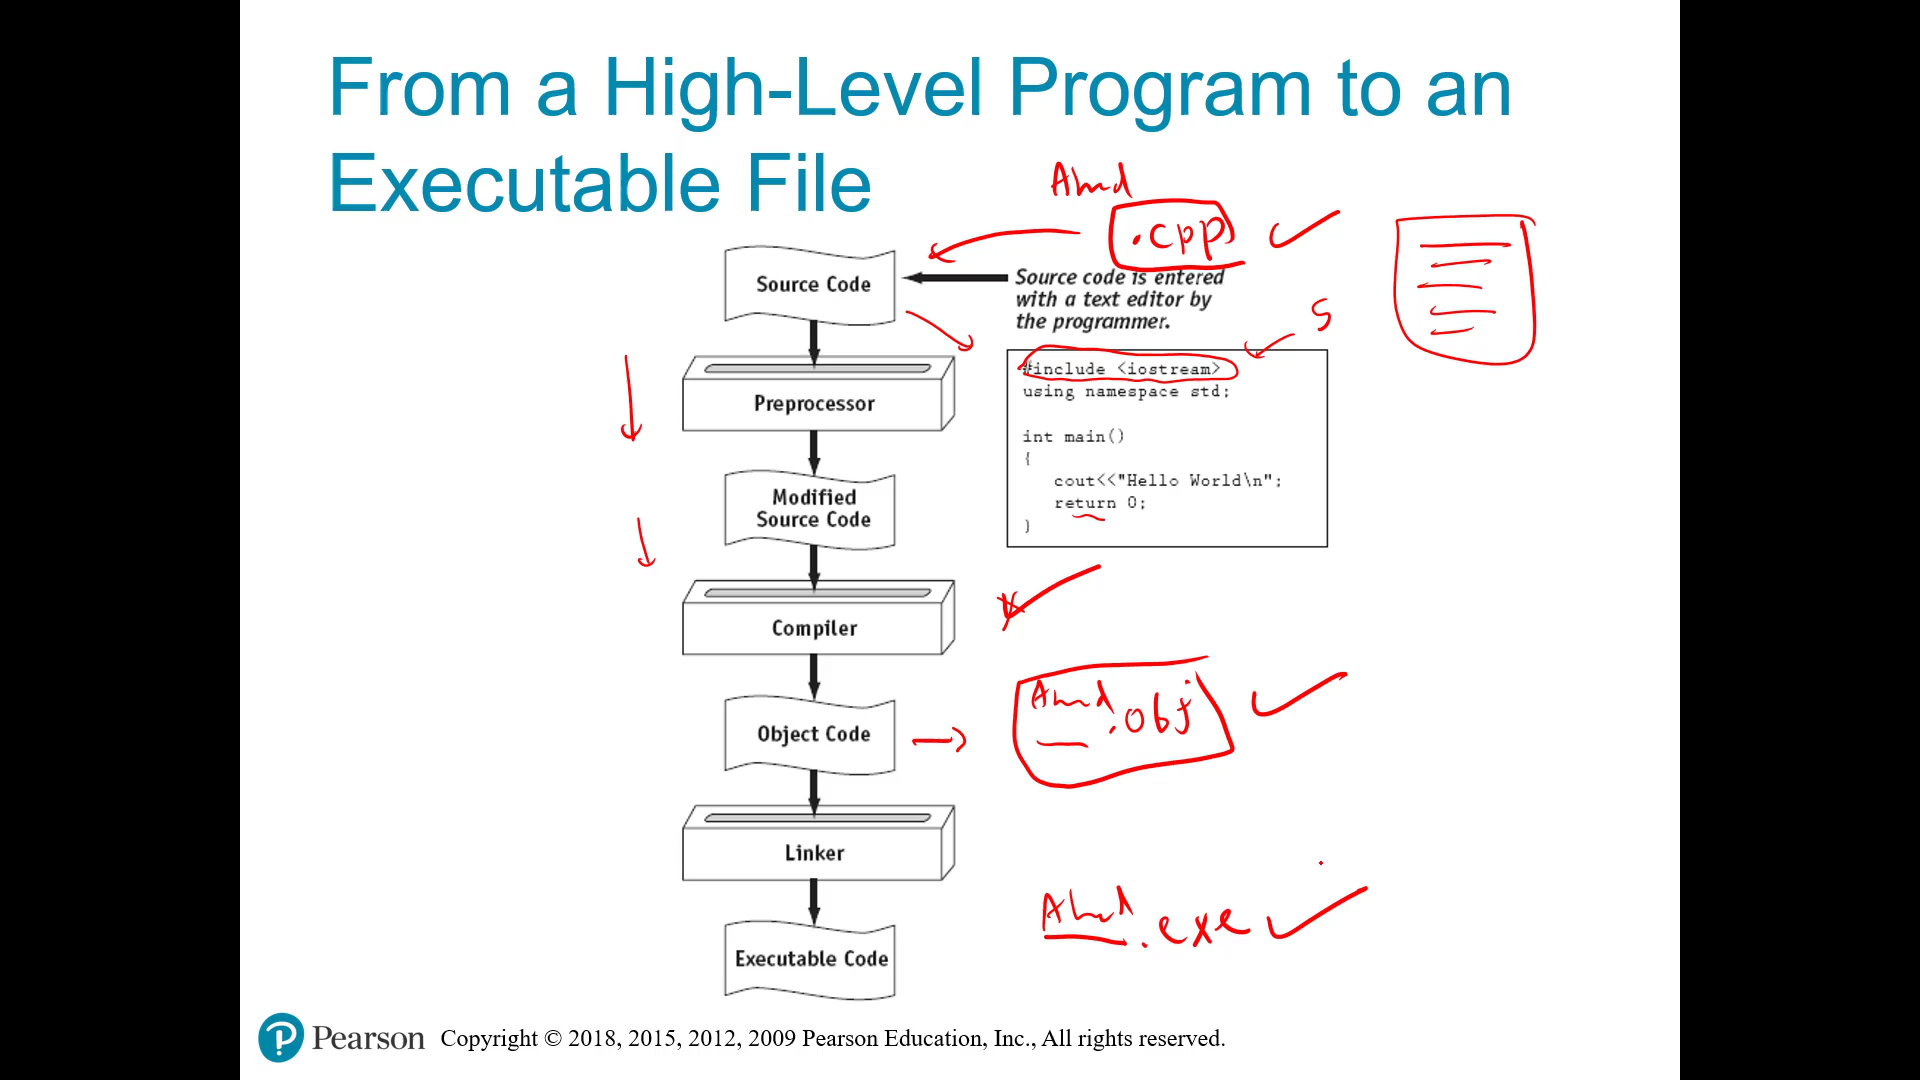 From a High-Level Program to an
Executable File
Ahmd
.cpp
Source Code
Source code is entered
with a text editor by
the programmer.
5
Preprocessor
#include <iostream>
using namespace std;
int main()
{
cout<<"Hello World\n";
return 0;
}
Modified
Source Code
Compiler
Object Code
Ahmd
.obj
Linker
Ahmd
.exe
Executable Code
Pearson
Copyright © 2018, 2015, 2012, 2009 Pearson Education, Inc., All rights reserved.